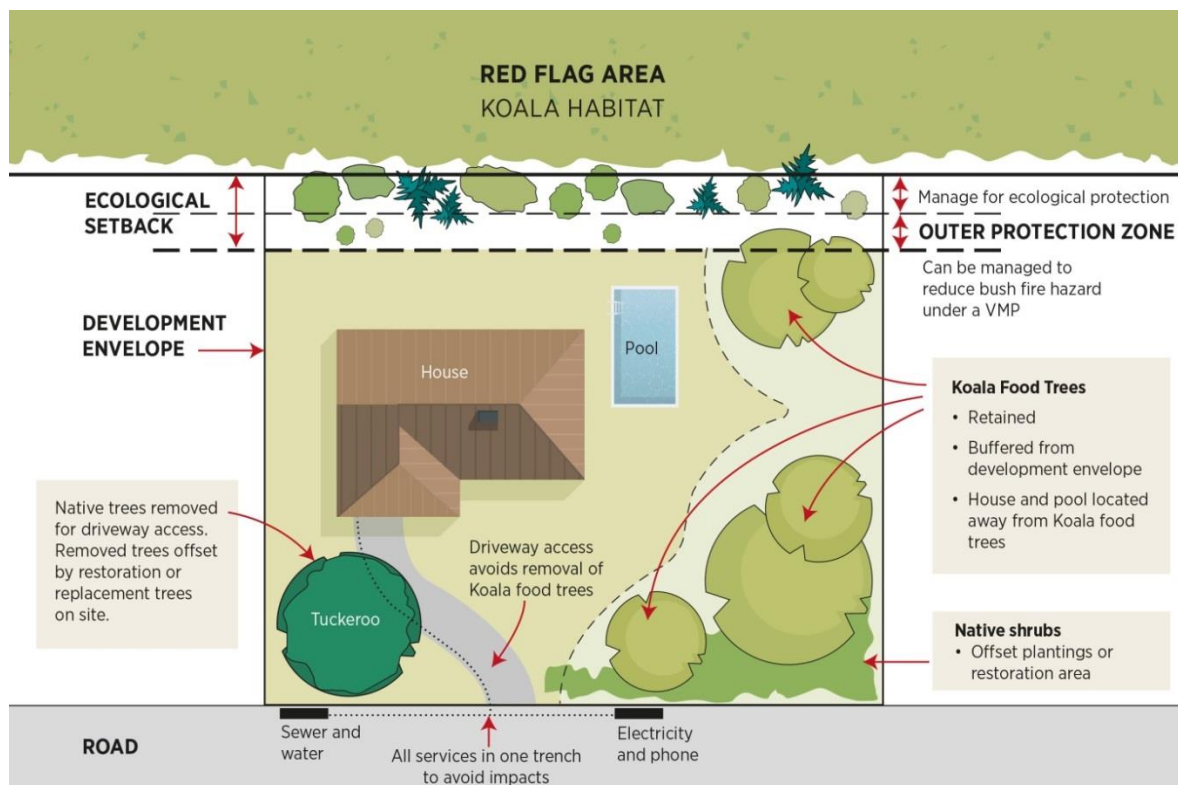 RED FLAG AREA
KOALA HABITAT
ECOLOGICAL
SETBACK
Manage for ecological protection
OUTER PROTECTION ZONE
Can be managed to
reduce bush fire hazard
under a VMP
DEVELOPMENT
ENVELOPE
House
Pool
Koala Food Trees
• Retained
• Buffered from
development envelope
• House and pool located
away from Koala food
trees
Native trees removed
for driveway access.
Removed trees offset
by restoration or
replacement trees
on site.
Tuckeroo
Driveway access
avoids removal of
Koala food trees
Native shrubs
• Offset plantings or
restoration area
ROAD
Sewer and
water
All services in one trench
to avoid impacts
Electricity
and phone